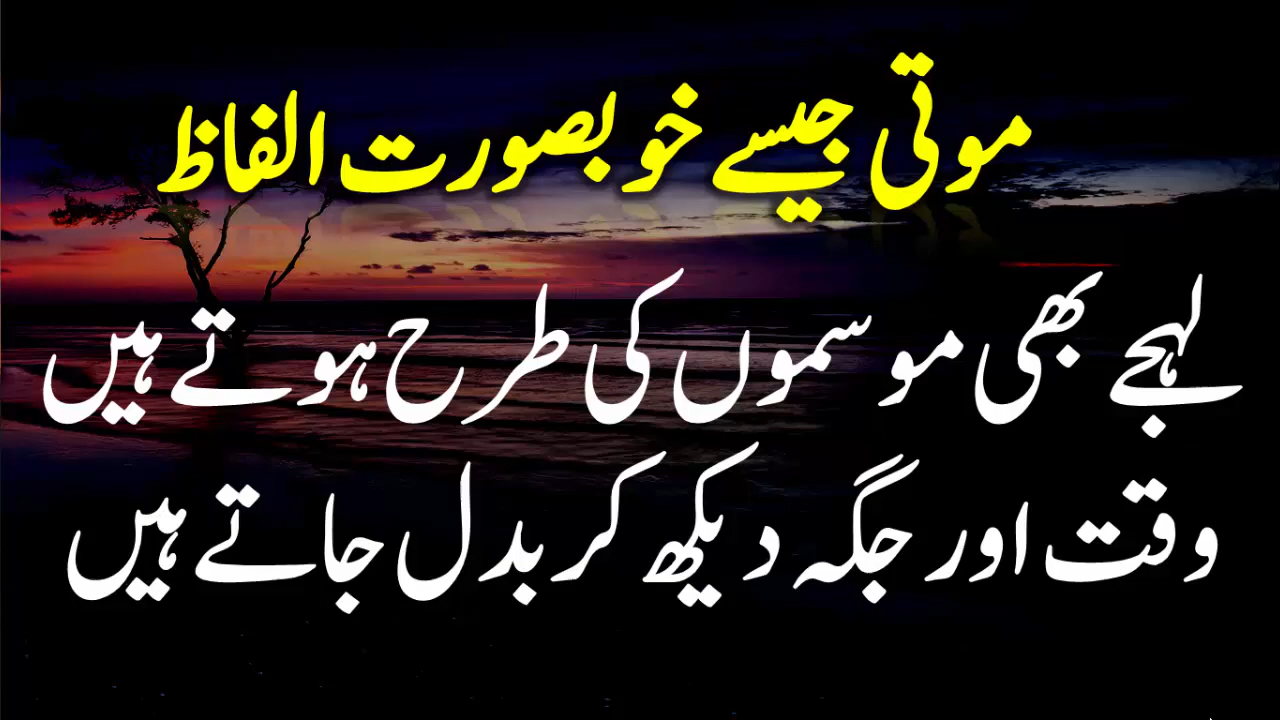 موتی جیسے خوبصورت الفاظ
لہجے بھی موسموں کی طرح ہوتے ہیں
وقت اور جگہ دیکھ کر بدل جاتے ہیں